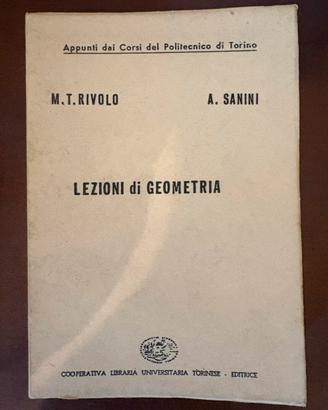 Appunti dai Corsi del Politecnico di Torino
M.T. RIVOLO A. SANINI
LEZIONI di GEOMETRIA
COOPERATIVA LIBRARIA UNIVERSITARIA TORINESE - EDITRICE